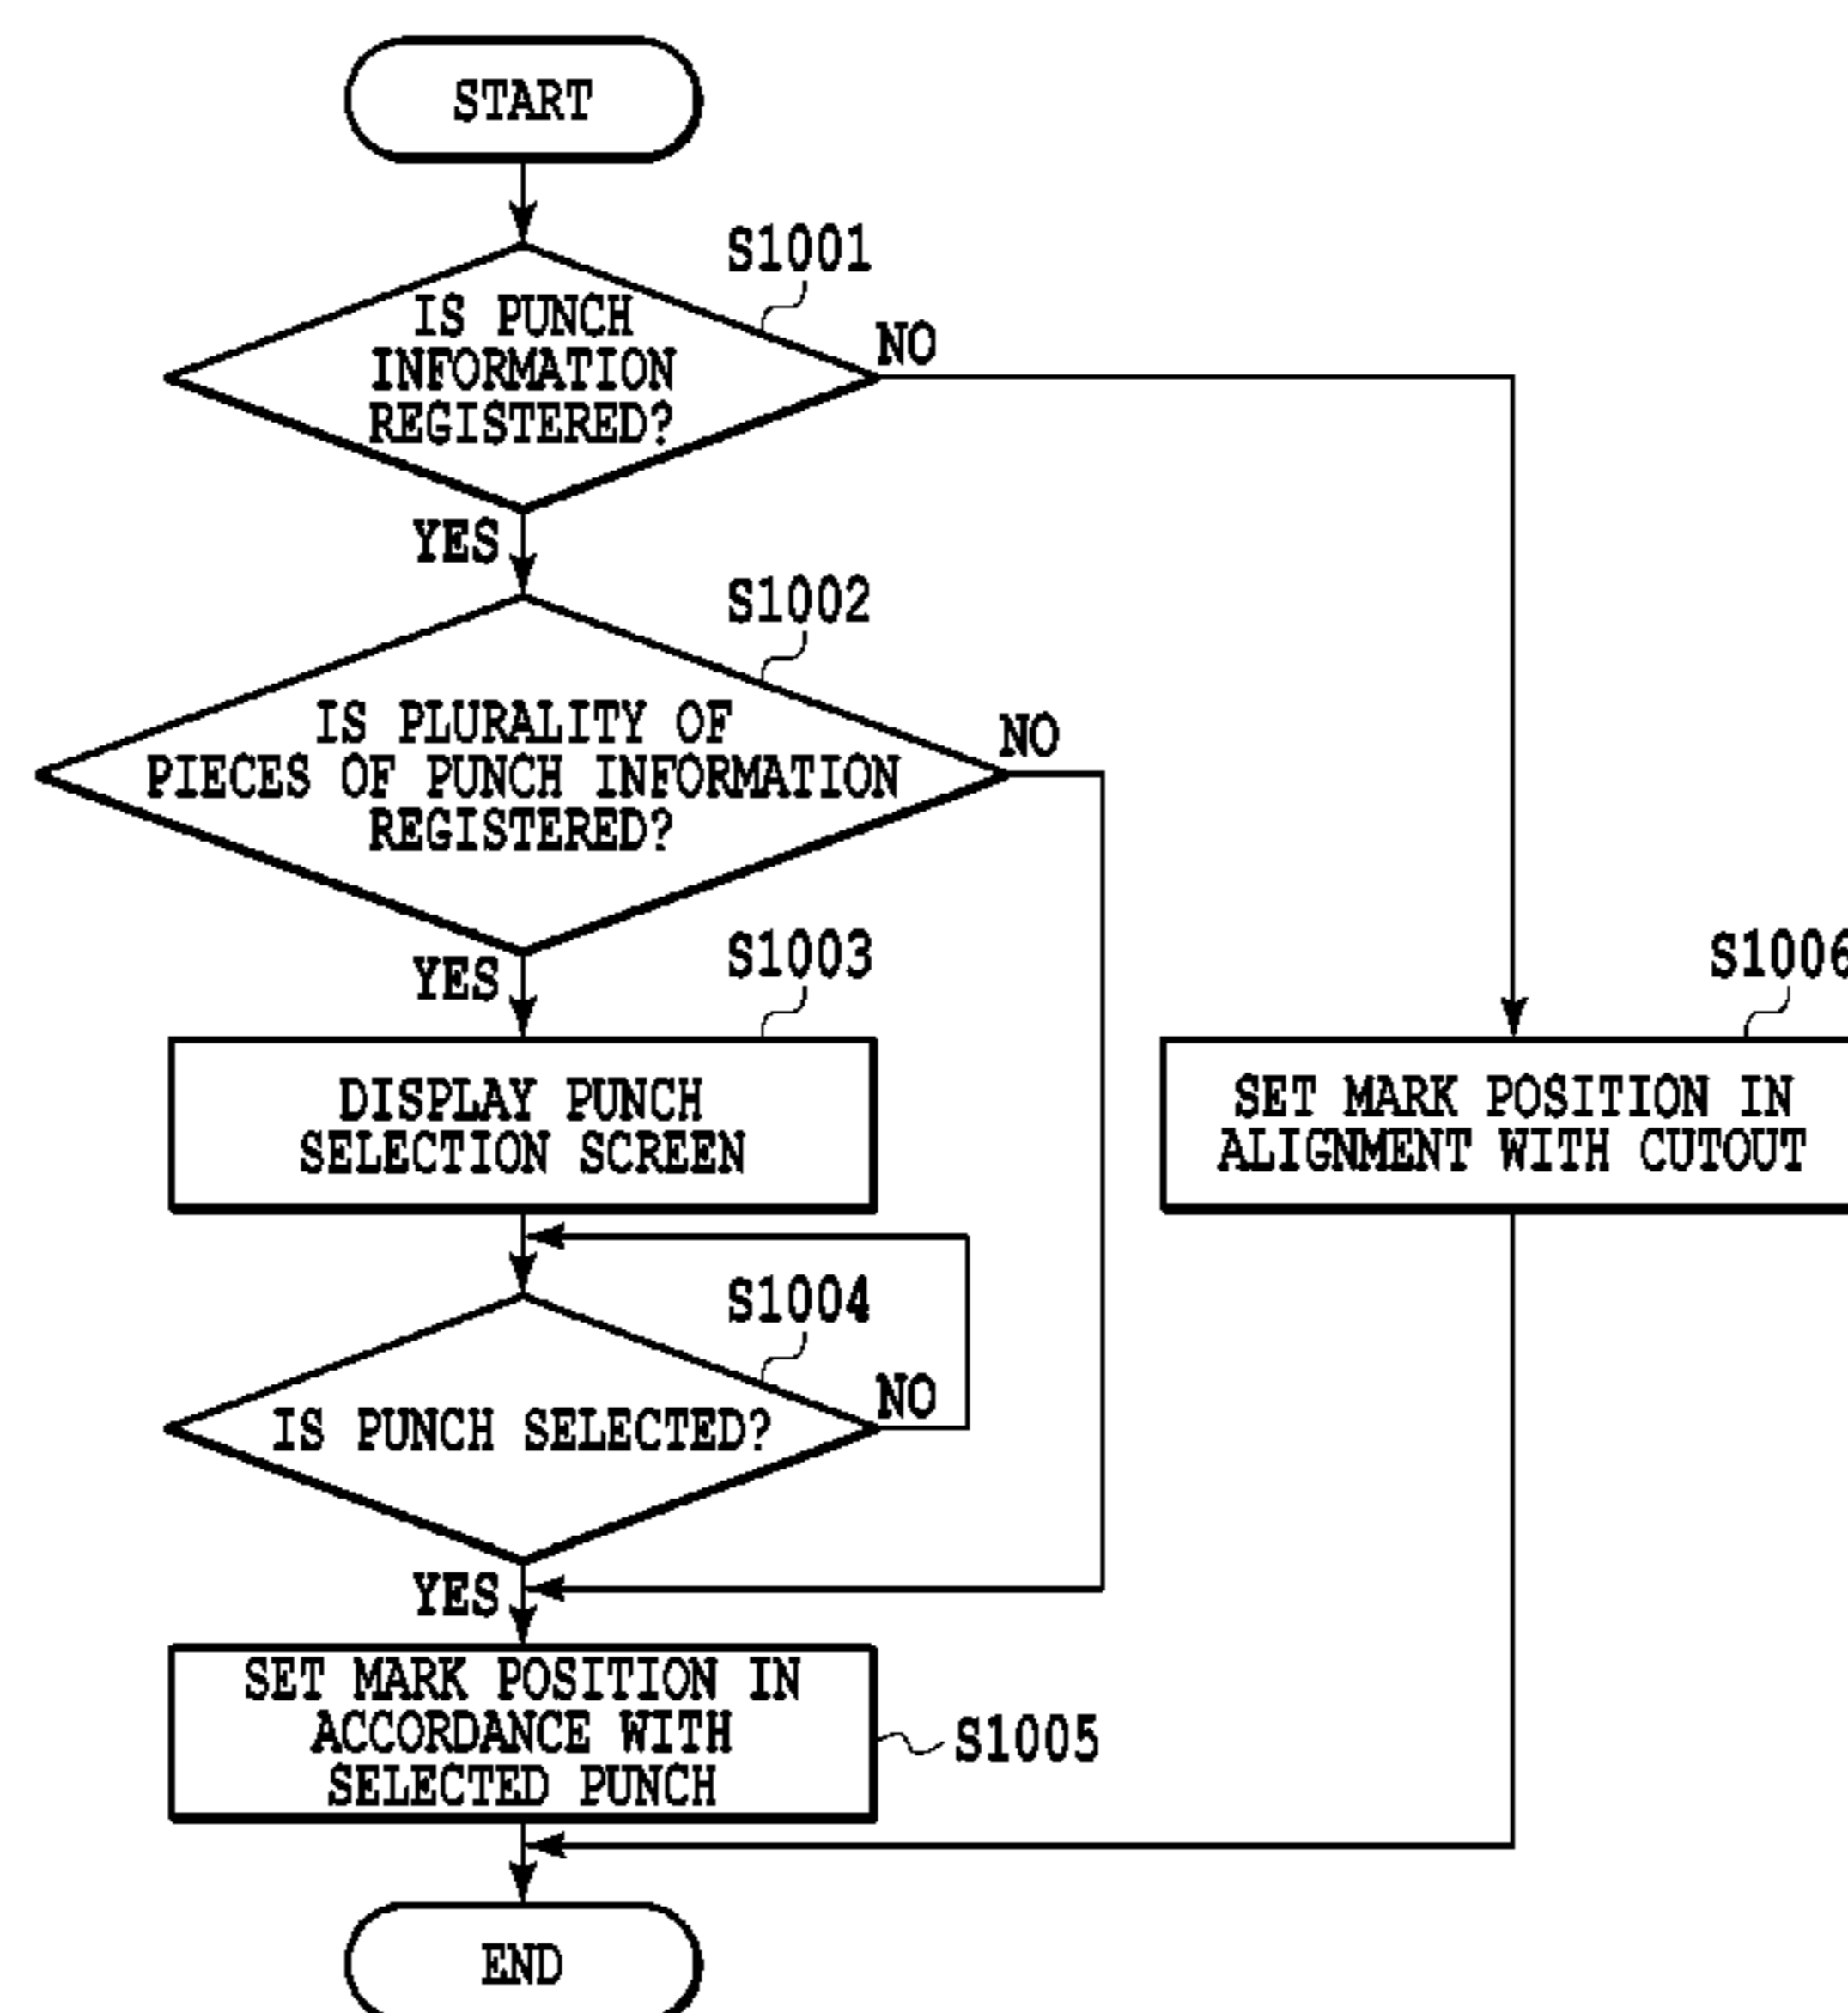 START
S1001
IS PUNCH
INFORMATION
REGISTERED?
NO
YES
S1002
IS PLURALITY OF
PIECES OF PUNCH INFORMATION
REGISTERED?
NO
YES
S1003
DISPLAY PUNCH
SELECTION SCREEN
S1006
SET MARK POSITION IN
ALIGNMENT WITH CUTOUT
S1004
IS PUNCH SELECTED?
NO
YES
SET MARK POSITION IN
ACCORDANCE WITH
SELECTED PUNCH
S1005
END